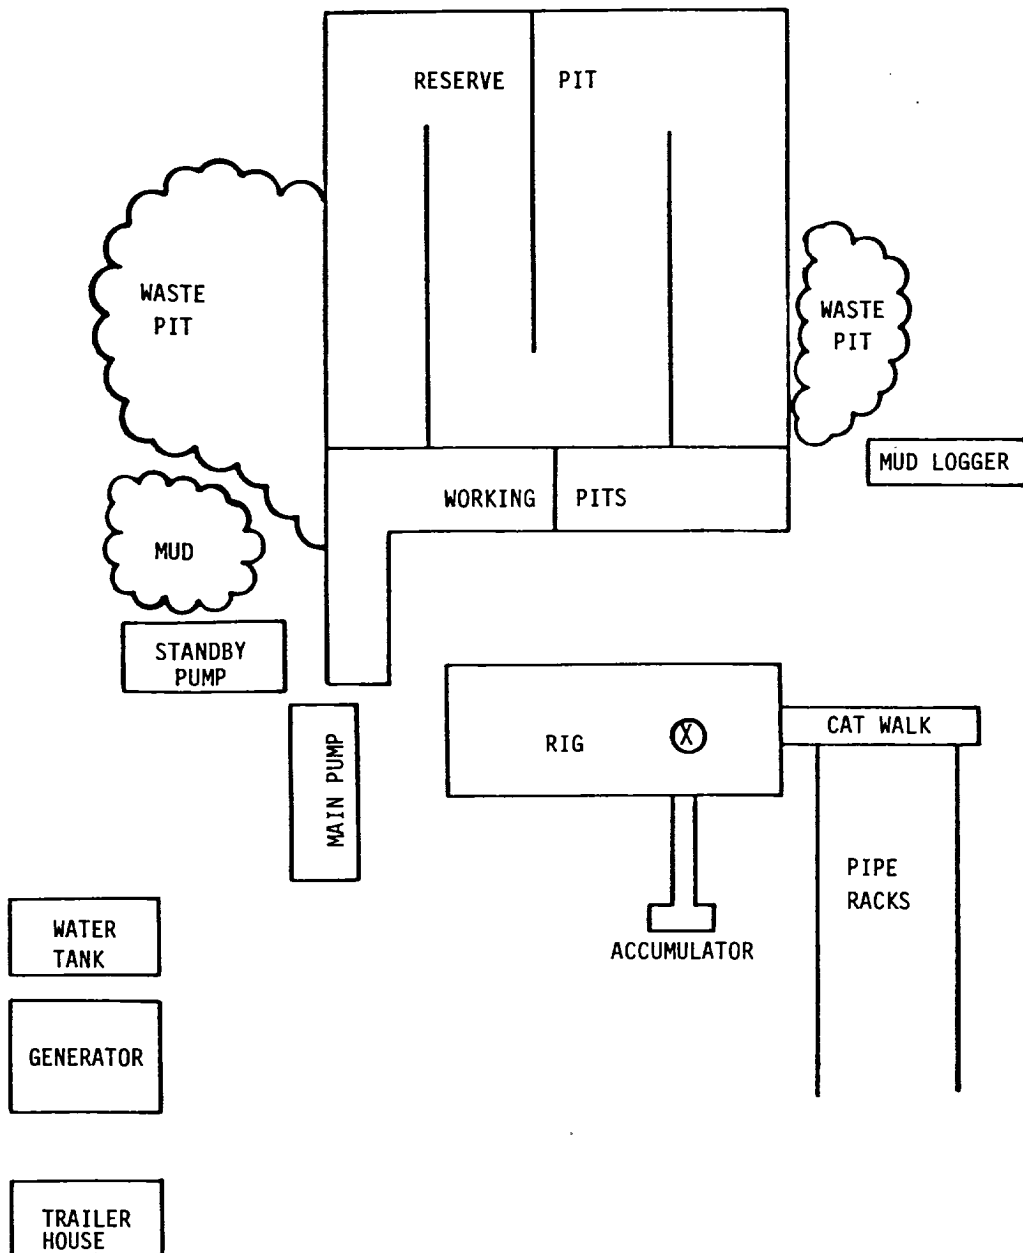 RESERVE PIT
WASTE
PIT
WASTE
PIT
MUD LOGGER
WORKING PITS
MUD
STANDBY
PUMP
MAIN PUMP
RIG
X
CAT WALK
PIPE
RACKS
WATER
TANK
ACCUMULATOR
GENERATOR
TRAILER
HOUSE